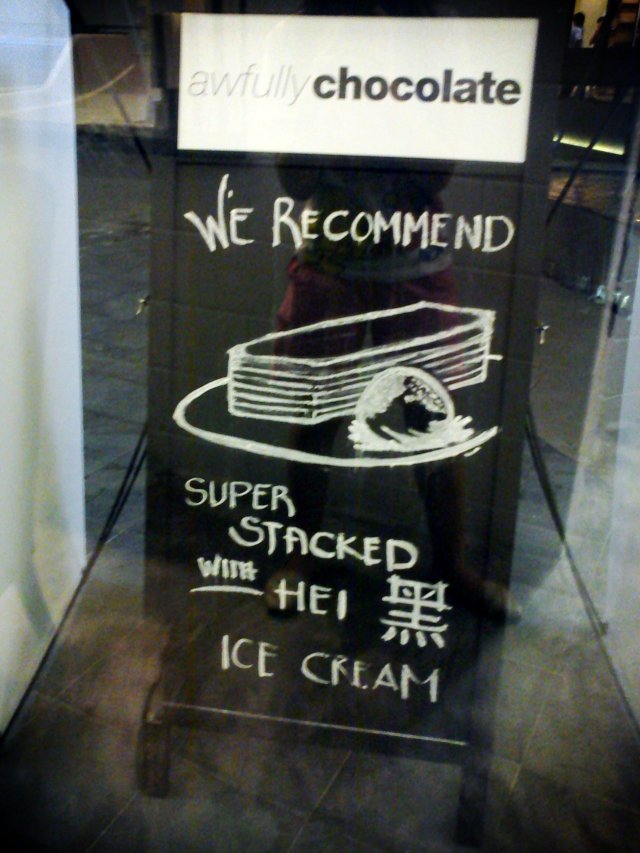 awfullychocolate
WE RECOMMEND
SUPER
STACKED
WITH HEI 黑
ICE CREAM